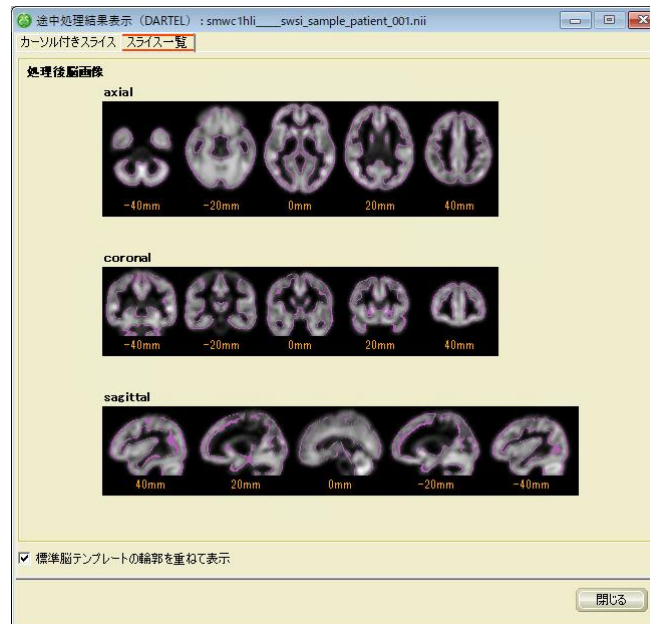 途中処理結果表示（DARTEL）: smwc1hli____swsi_sample_patient_001.nii
カーソル付きスライス スライス一覧
処理後脳画像
axial
-40mm -20mm 0mm 20mm 40mm
coronal
-40mm -20mm 0mm 20mm 40mm
sagittal
40mm 20mm 0mm -20mm -40mm
標準脳テンプレートの輪郭を重ねて表示
閉じる